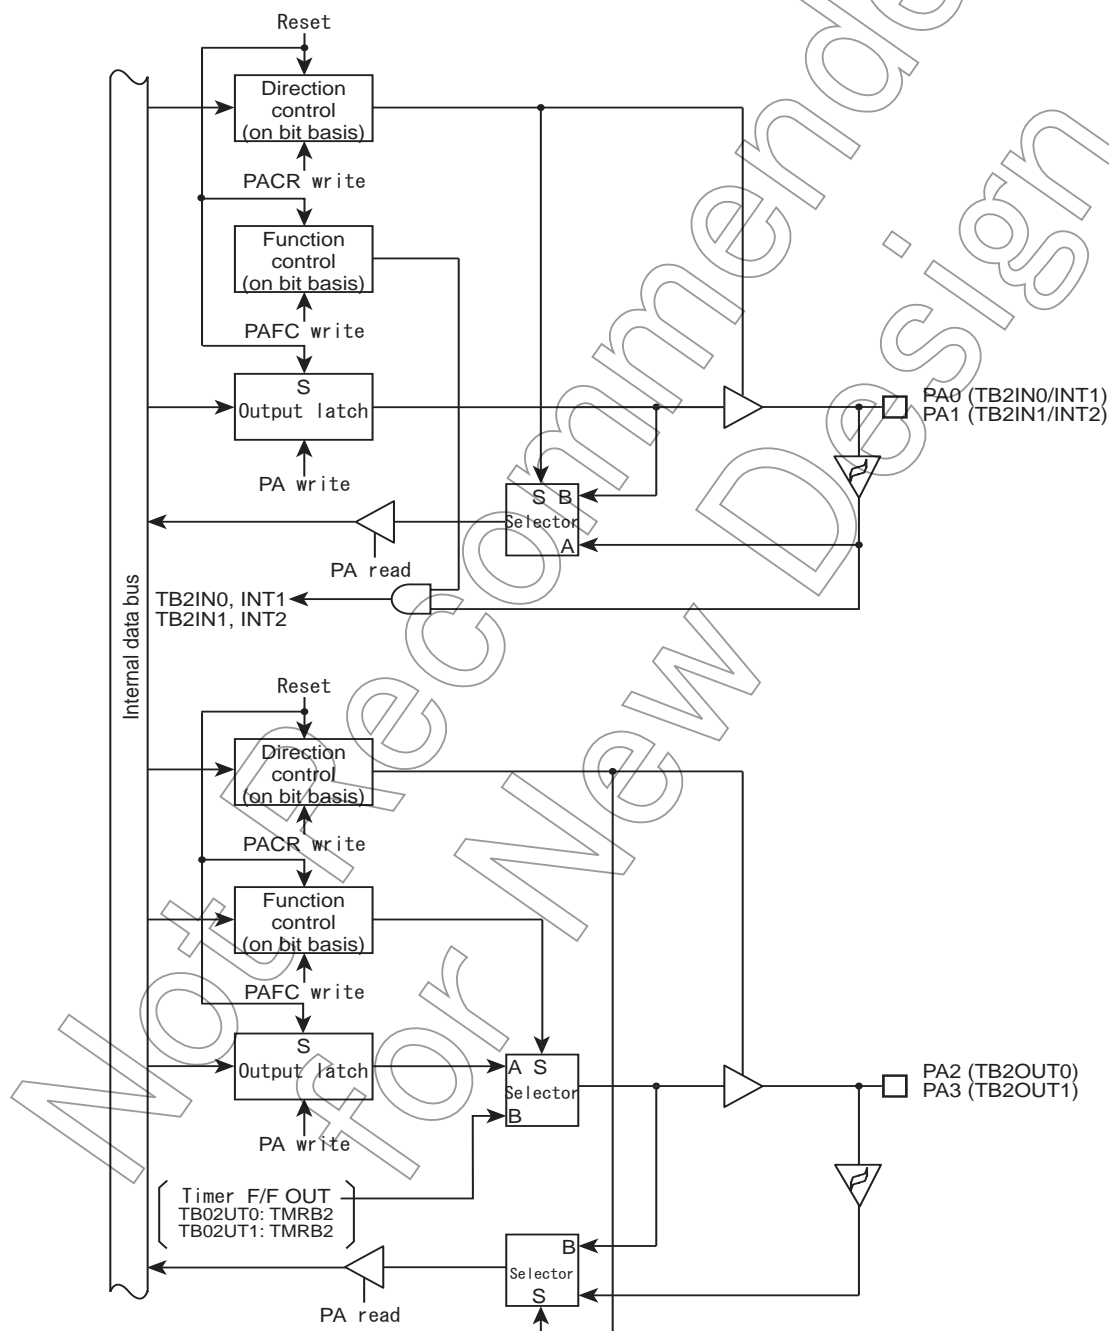 Reset
Direction
control
(on bit basis)
PACR write
Function
control
(on bit basis)
PAFC write
S
Output latch
PA write
PA0 (TB2IN0/INT1)
PA1 (TB2IN1/INT2)
S B
Selector
A
PA read
TB2IN0, INT1
TB2IN1, INT2
Internal data bus
Reset
Direction
control
(on bit basis)
PACR write
Function
control
(on bit basis)
PAFC write
S
Output latch
PA write
A S
Selector
B
PA2 (TB2OUT0)
PA3 (TB2OUT1)
Timer F/F OUT
TB02UT0: TMRB2
TB02UT1: TMRB2
B
Selector
S
PA read
Not Recommende
for New Design